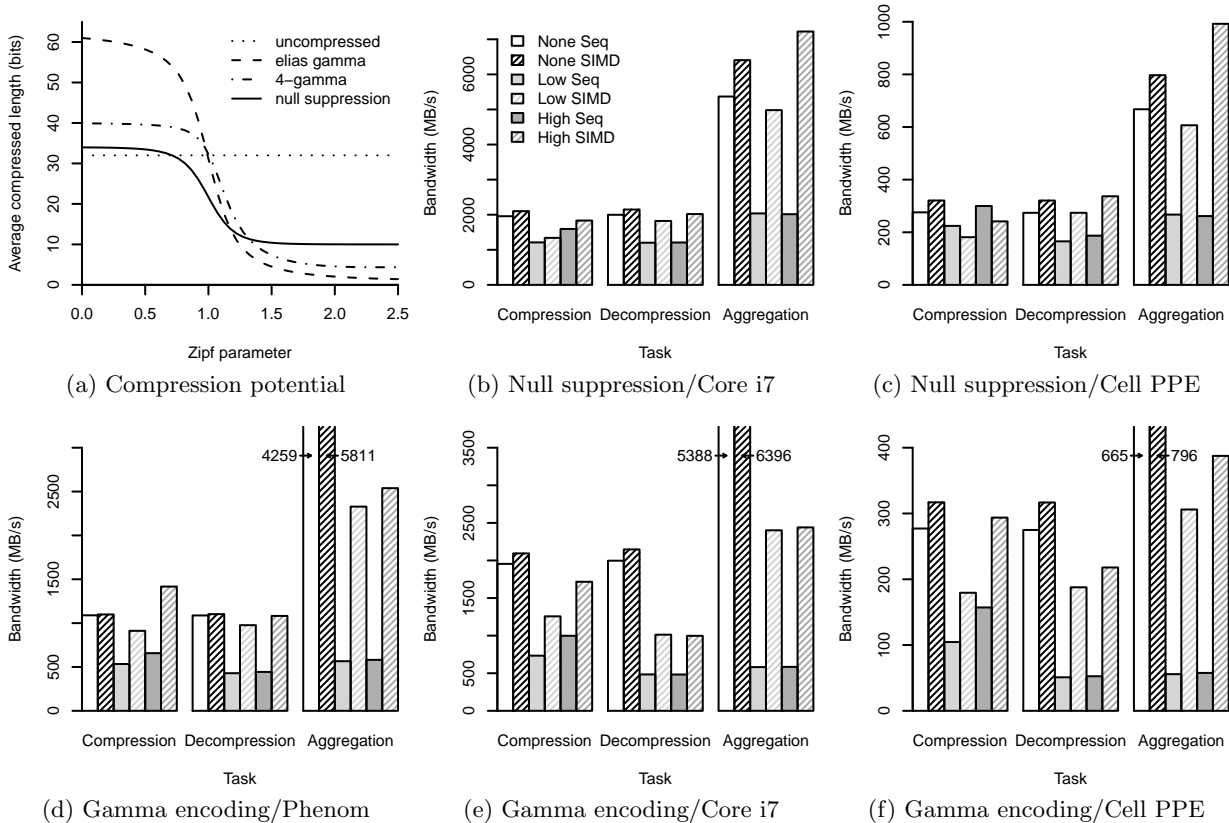 Average compressed length (bits)
0 10 20 30 40 50 60
uncompressed
elias gamma
4−gamma
null suppression
0.0 0.5 1.0 1.5 2.0 2.5
Zipf parameter
(a) Compression potential
Bandwidth (MB/s)
0 2000 4000 6000
None Seq
None SIMD
Low Seq
Low SIMD
High Seq
High SIMD
Compression Decompression Aggregation
Task
(b) Null suppression/Core i7
Bandwidth (MB/s)
0 200 400 600 800 1000
Compression Decompression Aggregation
Task
(c) Null suppression/Cell PPE
Bandwidth (MB/s)
0 500 1500 2500
4259 5811
Compression Decompression Aggregation
Task
(d) Gamma encoding/Phenom
Bandwidth (MB/s)
0 500 1500 2500 3500
5388 6396
Compression Decompression Aggregation
Task
(e) Gamma encoding/Core i7
Bandwidth (MB/s)
0 100 200 300 400
665 796
Compression Decompression Aggregation
Task
(f) Gamma encoding/Cell PPE